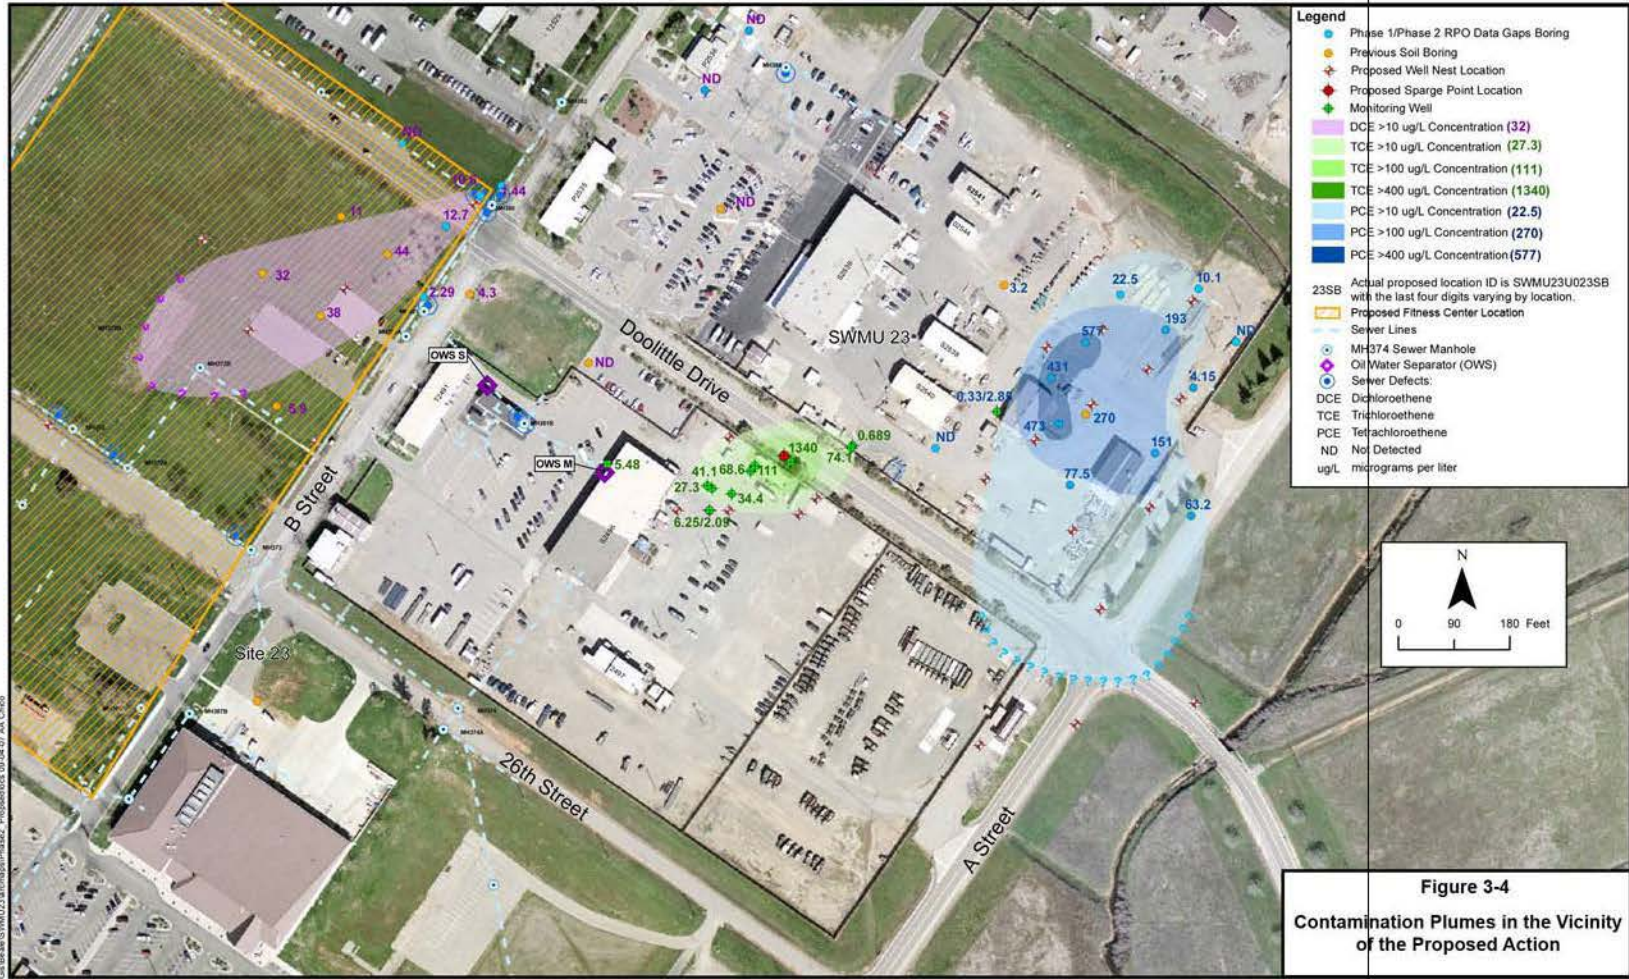 Legend
Phase 1/Phase 2 RPO Data Gaps Boring
Previous Soil Boring
Proposed Well Nest Location
Proposed Sparge Point Location
Monitoring Well
DCE >10 ug/L Concentration (32)
TCE >10 ug/L Concentration (27.3)
TCE >100 ug/L Concentration (111)
TCE >400 ug/L Concentration (1340)
PCE >10 ug/L Concentration (22.5)
PCE >100 ug/L Concentration (270)
PCE >400 ug/L Concentration (577)
23SB Actual proposed location ID is SWMU23U023SB
with the last four digits varying by location.
Proposed Fitness Center Location
Sewer Lines
MH374 Sewer Manhole
Oil Water Separator (OWS)
Sewer Defects:
DCE Dichloroethene
TCE Trichloroethene
PCE Tetrachloroethene
ND Not Detected
ug/L micrograms per liter
N
0 90 180 Feet
Figure 3-4
Contamination Plumes in the Vicinity
of the Proposed Action
ND
ND
ND
ND
11
12.7
44
32
38
5.9
4.3
ND
OWS S
OWS M
5.48
Doolittle Drive
SWMU 23
B Street
Site 23
26th Street
A Street
P2535
41.1
68.64
111
1340
27.3
34.4
6.25/2.09
0.689
74.1
ND
0.33/2.85
3.2
22.5
10.1
193
ND
577
431
4.15
473
270
151
77.5
63.2